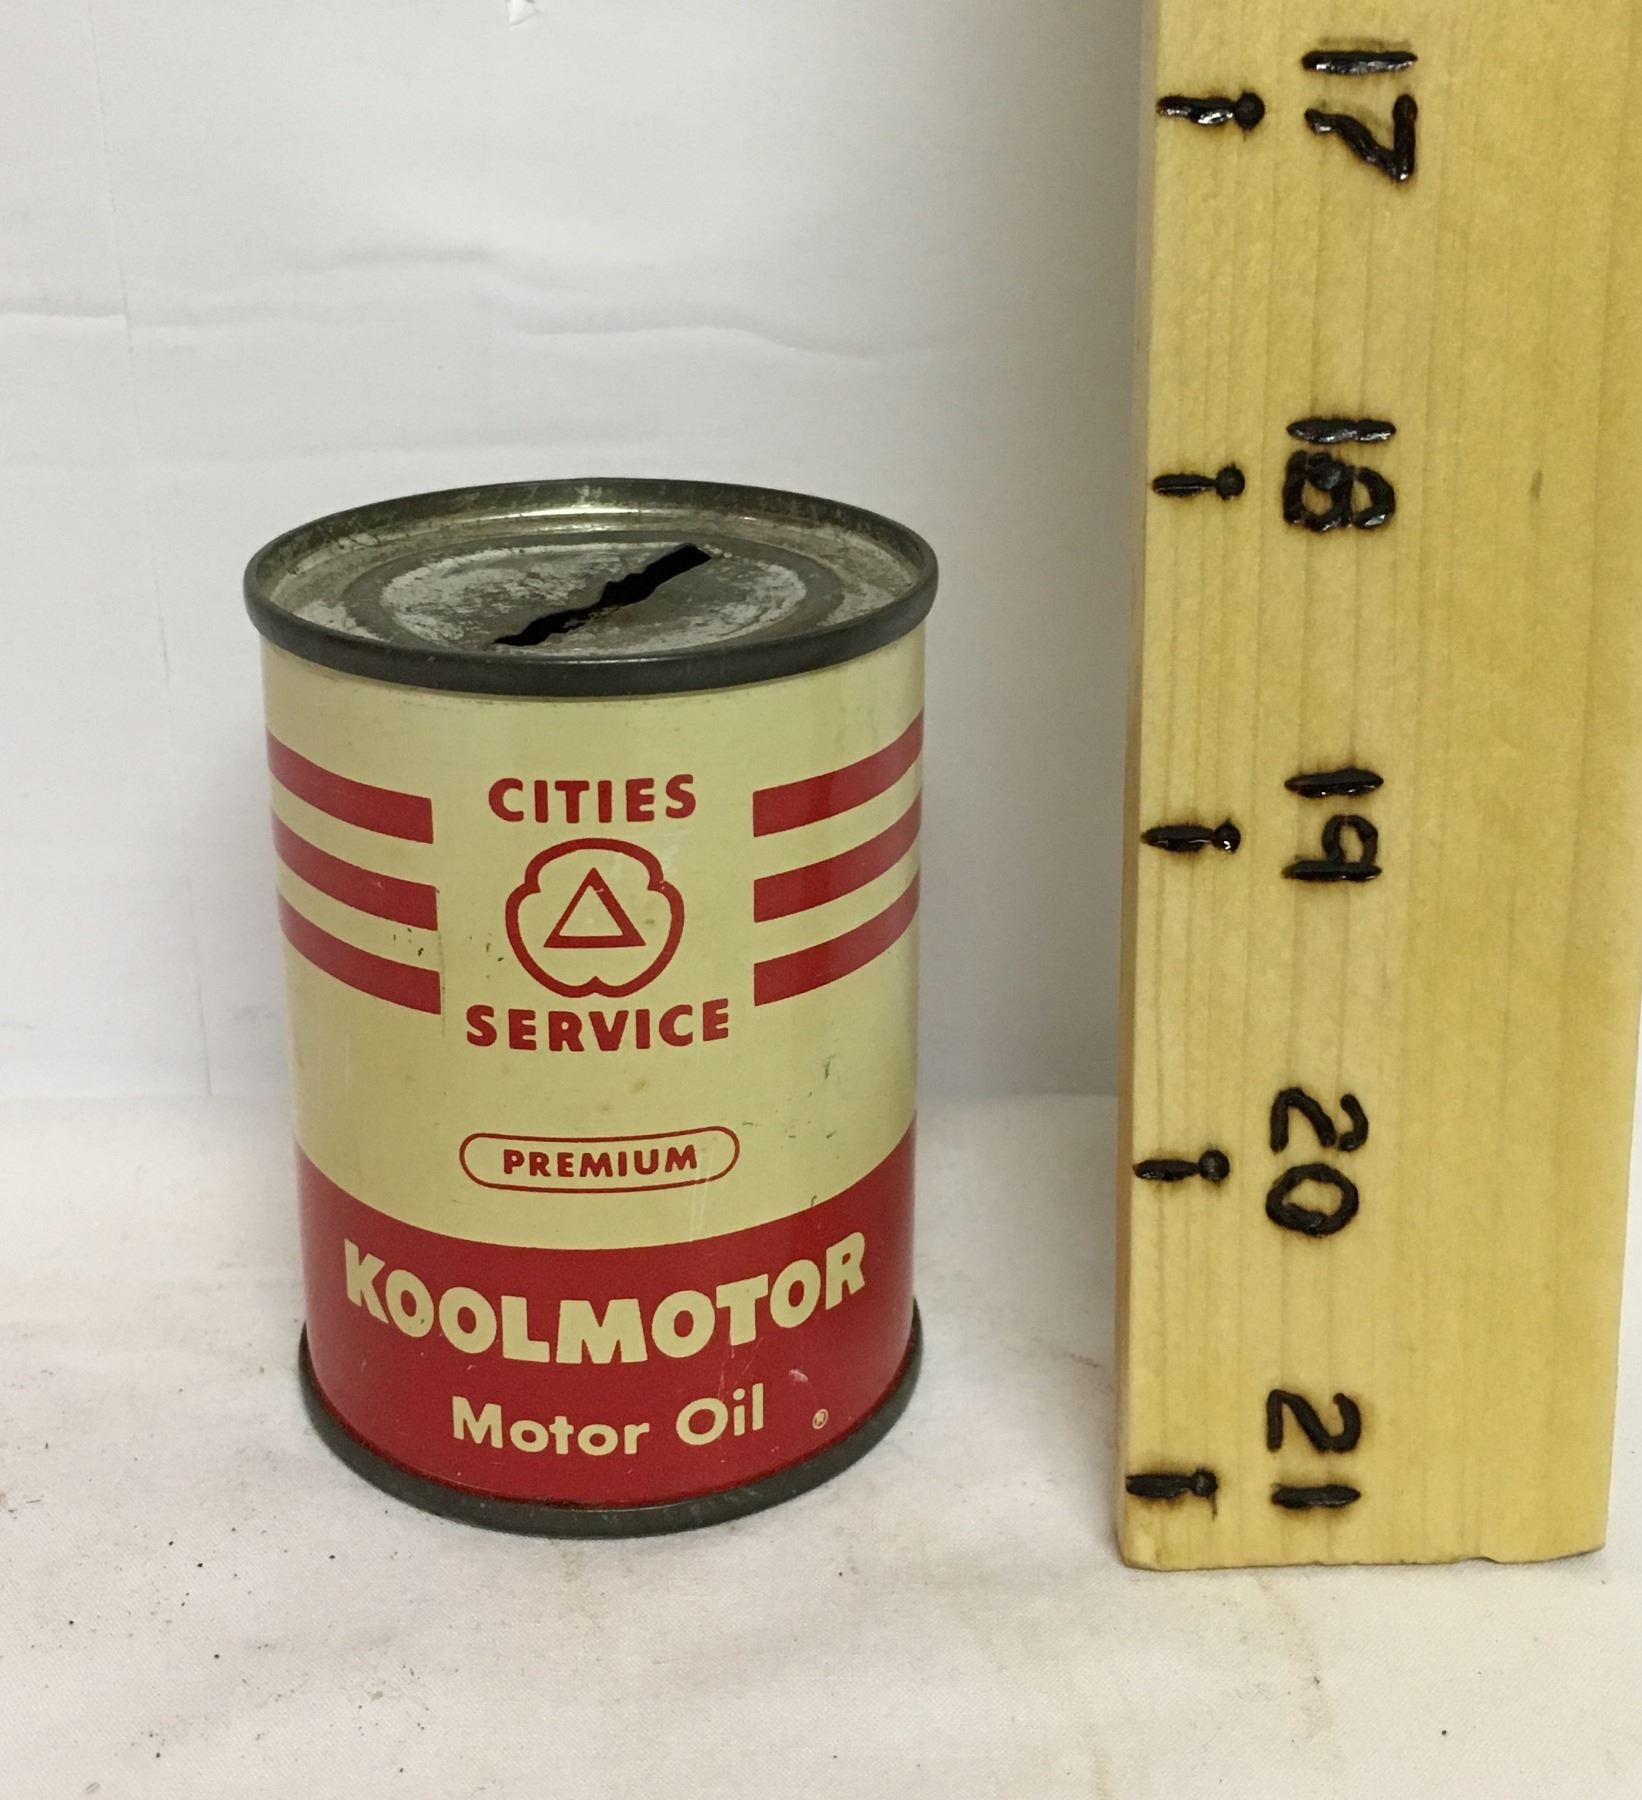 CITIES
SERVICE
PREMIUM
KOOLMOTOR
Motor Oil ®
17
18
19
20
21